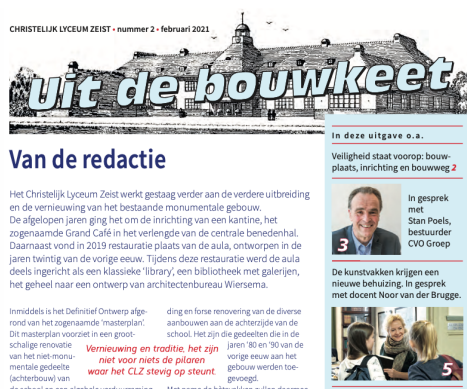 CHRISTELIJK LYCEUM ZEIST • nummer 2 • februari 2021
uit de bouwkeet
Van de redactie
Het Christelijk Lyceum Zeist werkt gestaag verder aan de verdere uitbreiding
en de vernieuwing van het bestaande monumentale gebouw.
De afgelopen jaren ging het om de inrichting van een kantine, het
zogenaamde Grand Café in het verlengde van de centrale benedenhal.
Daarnaast vond in 2019 restauratie plaats van de aula, ontworpen in de
jaren twintig van de vorige eeuw. Tijdens deze restauratie werd de aula
deels ingericht als een klassieke ‘library’, een bibliotheek met galerijen,
het geheel naar een ontwerp van architectenbureau Wiersema.
Inmiddels is het Definitief Ontwerp afge-
rond van het zogenaamde ‘masterplan’.
Dit masterplan voorziet in een groot-
schalige renovatie
van het niet-monu-
mentale gedeelte
(achterbouw) van
Vernieuwing en traditie, het zijn
niet voor niets de pilaren
waar het CLZ stevig op steunt.
ding en forse renovering van de diverse
aanbouwen aan de achterzijde van de
school. Het zijn die gedeelten die in de
jaren ’80 en ’90 van de
vorige eeuw aan het
gebouw werden toe-
gevoegd.
In deze uitgave o.a.
Veiligheid staat voorop: bouw-
plaats, inrichting en bouwweg 2
3
In gesprek
met
Stan Poels,
bestuurder
CVO Groep
De kunstvakken krijgen een
nieuwe behuizing. In gesprek
met docent Noor van der Brugge.
5